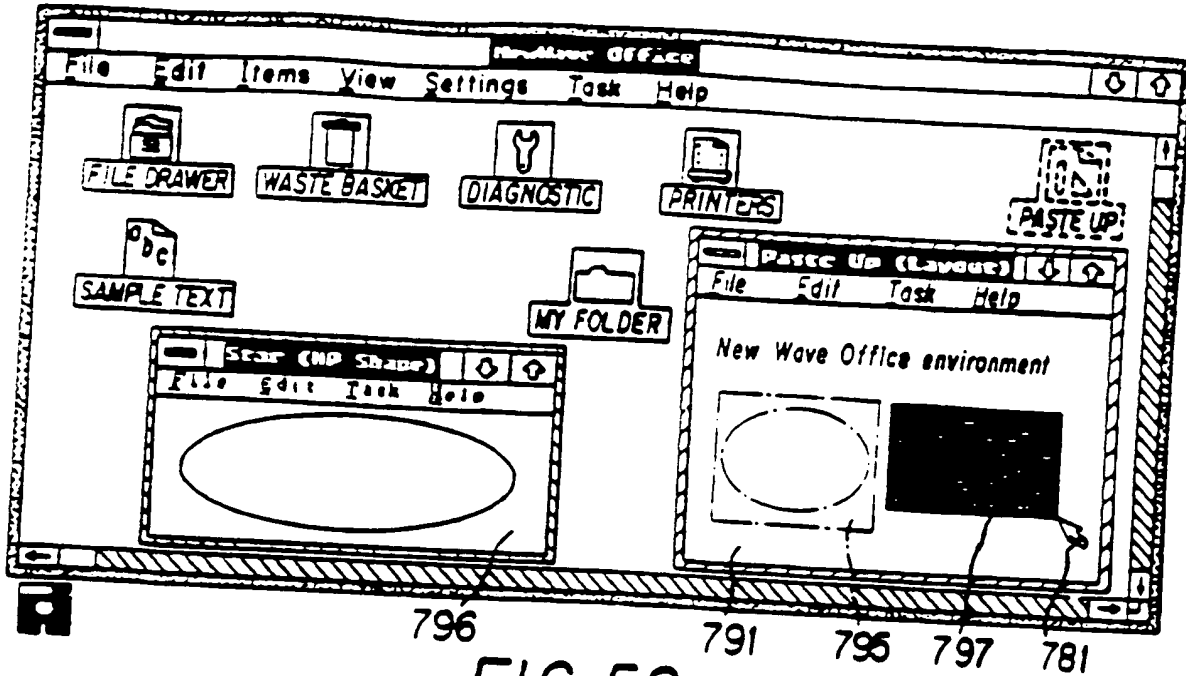 NewWave Office
File Edit Items View Settings Task Help
FILE DRAWER WASTE BASKET DIAGNOSTIC PRINTERS PASTE UP
abc
SAMPLE TEXT MY FOLDER
Paste Up (Layout)
File Edit Task Help
New Wave Office environment
Star (HP Shape)
File Edit Task Help
796 791 795 797 781